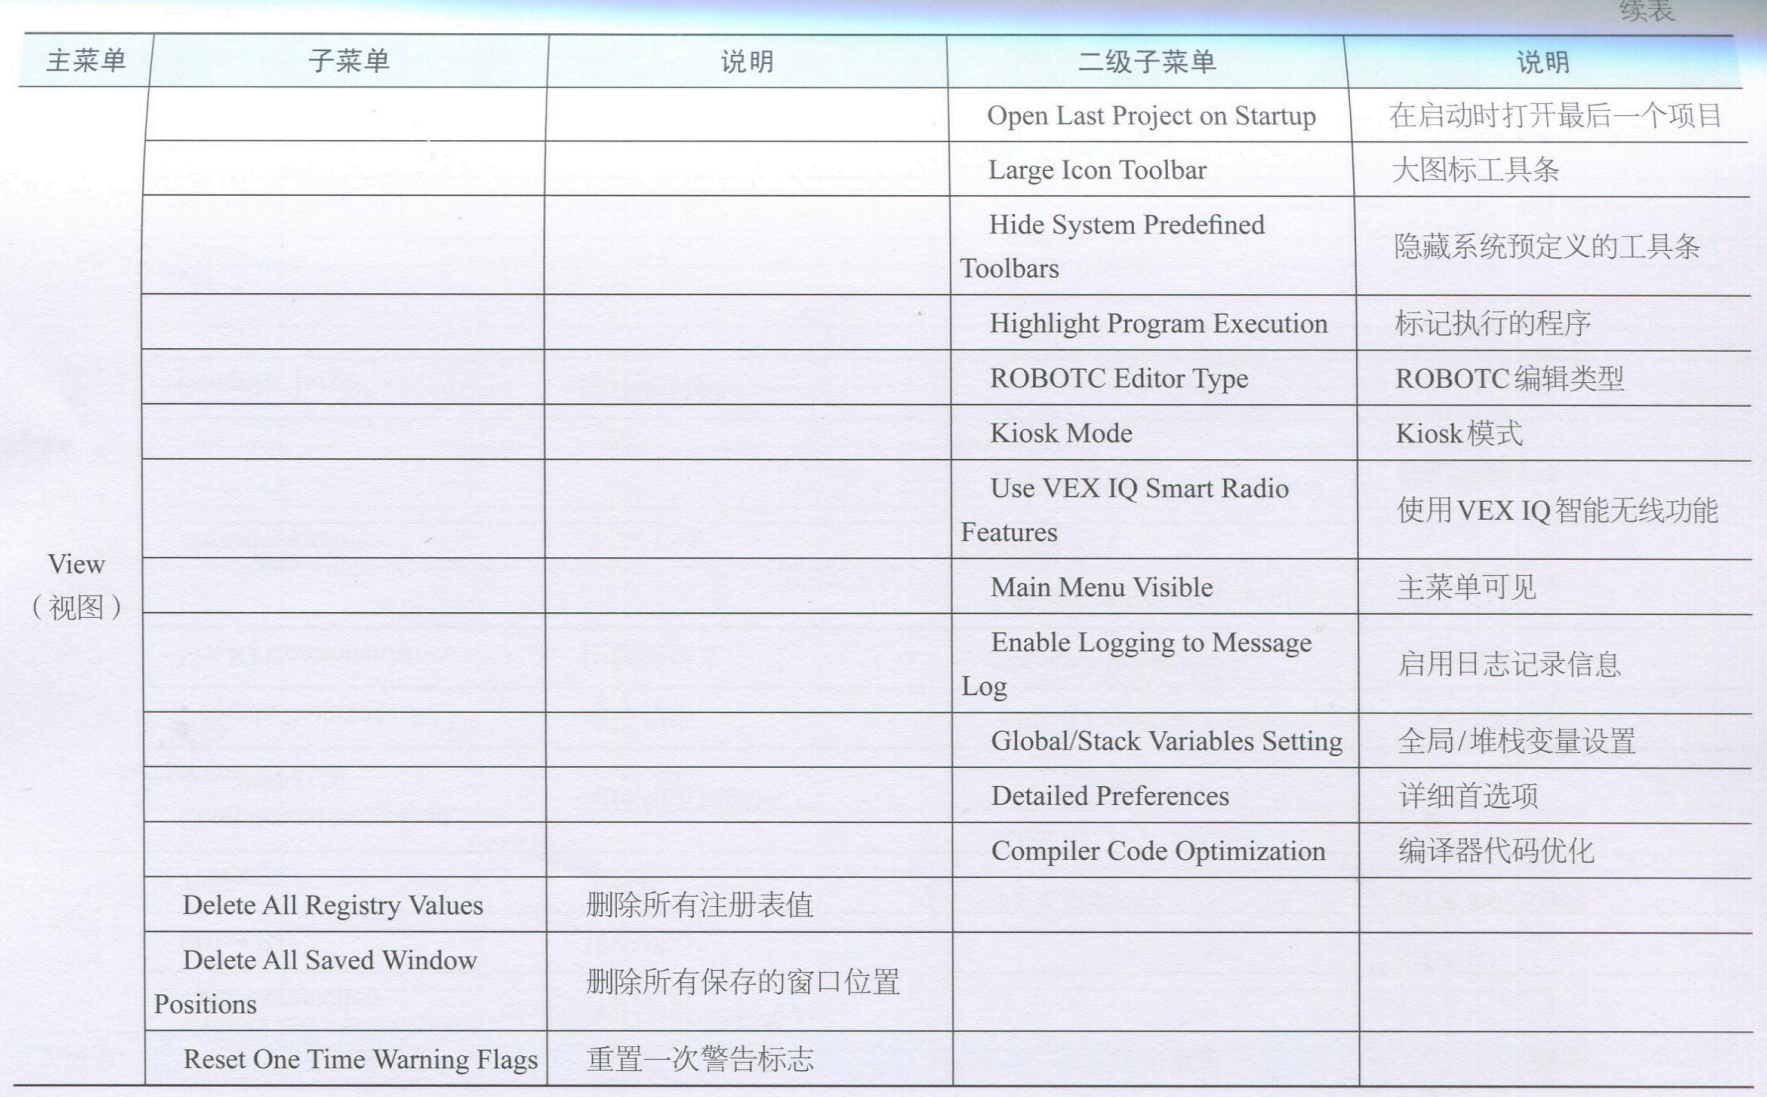 续表
主菜单 子菜单 说明 二级子菜单 说明
Open Last Project on Startup 在启动时打开最后一个项目
Large Icon Toolbar 大图标工具条
Hide System Predefined
Toolbars
隐藏系统预定义的工具条
Highlight Program Execution 标记执行的程序
ROBOTC Editor Type ROBOTC编辑类型
Kiosk Mode Kiosk模式
Use VEX IQ Smart Radio
Features
使用VEX IQ智能无线功能
View
（视图）
Main Menu Visible 主菜单可见
Enable Logging to Message
Log
启用日志记录信息
Global/Stack Variables Setting 全局/堆栈变量设置
Detailed Preferences 详细首选项
Compiler Code Optimization 编译器代码优化
Delete All Registry Values 删除所有注册表值
Delete All Saved Window
Positions
删除所有保存的窗口位置
Reset One Time Warning Flags 重置一次警告标志